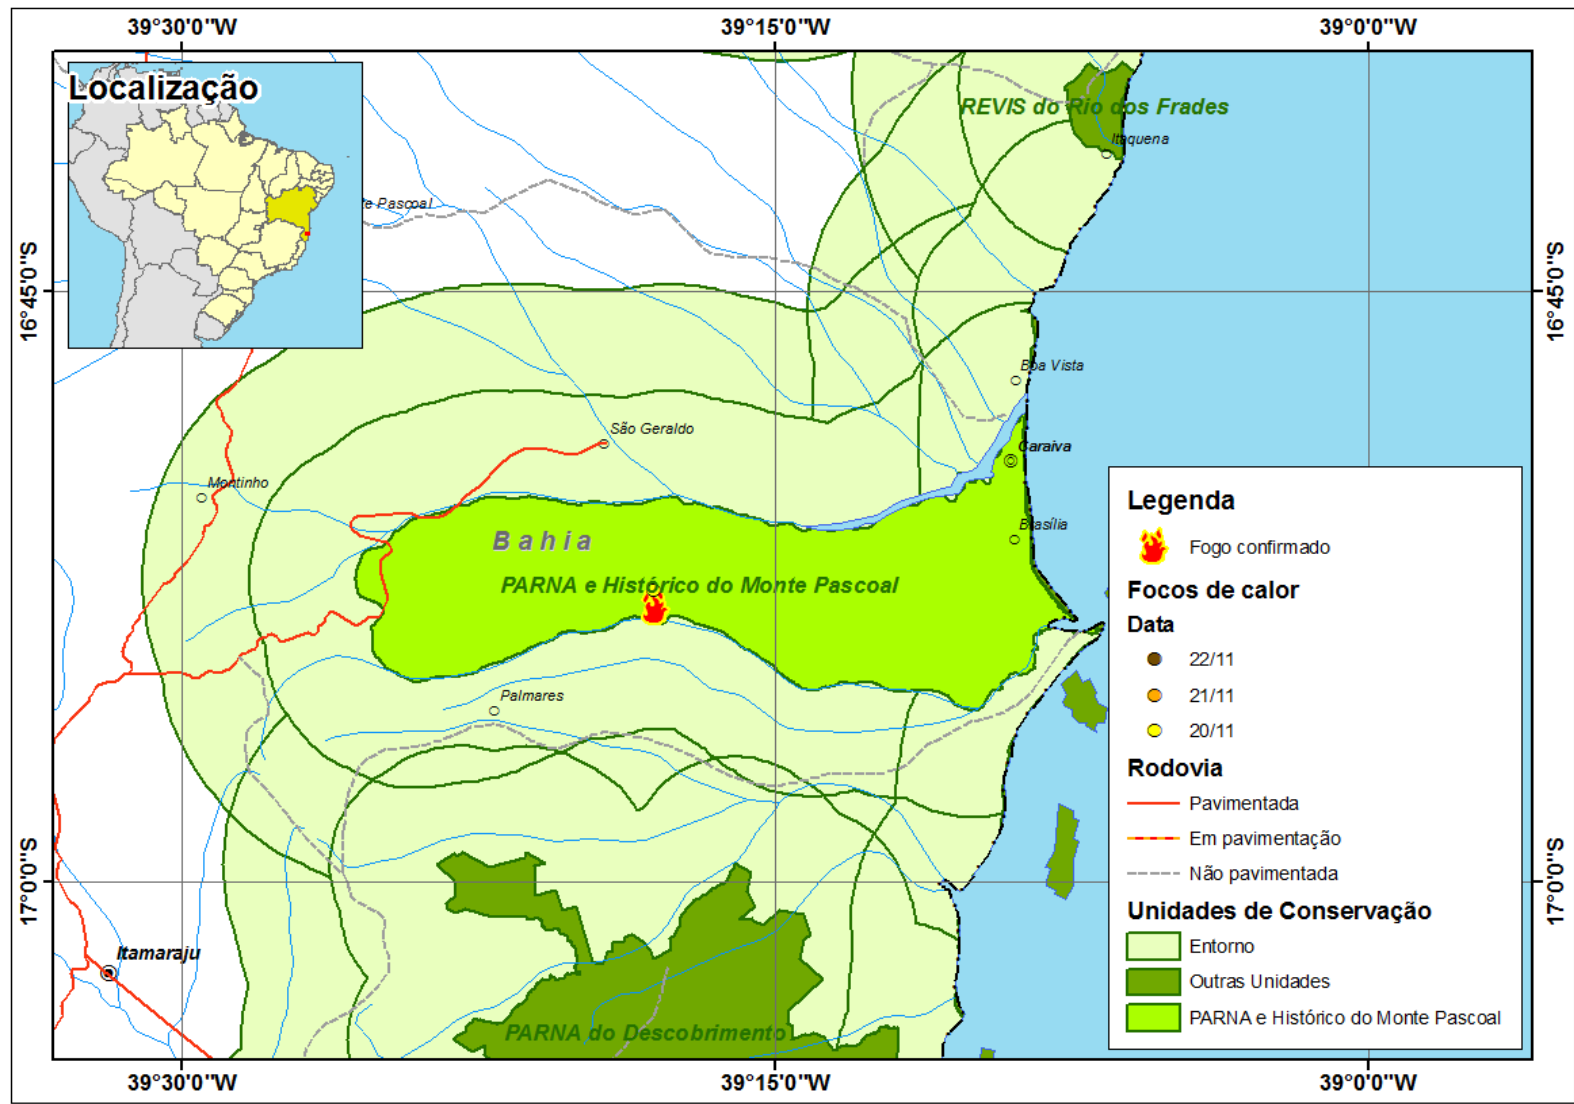 39°30'0"W
39°15'0"W
39°0'0"W
Localização
REVIS do Rio dos Frades
Itaquena
te Pascoal
16°45'0"S
16°45'0"S
Boa Vista
São Geraldo
Caraiva
Montinho
Brasília
Bahia
PARNA e Histórico do Monte Pascoal
Palmares
17°0'0"S
17°0'0"S
Itamaraju
PARNA do Descobrimento
Legenda
Fogo confirmado
Focos de calor
Data
22/11
21/11
20/11
Rodovia
Pavimentada
Em pavimentação
Não pavimentada
Unidades de Conservação
Entorno
Outras Unidades
PARNA e Histórico do Monte Pascoal
39°30'0"W
39°15'0"W
39°0'0"W